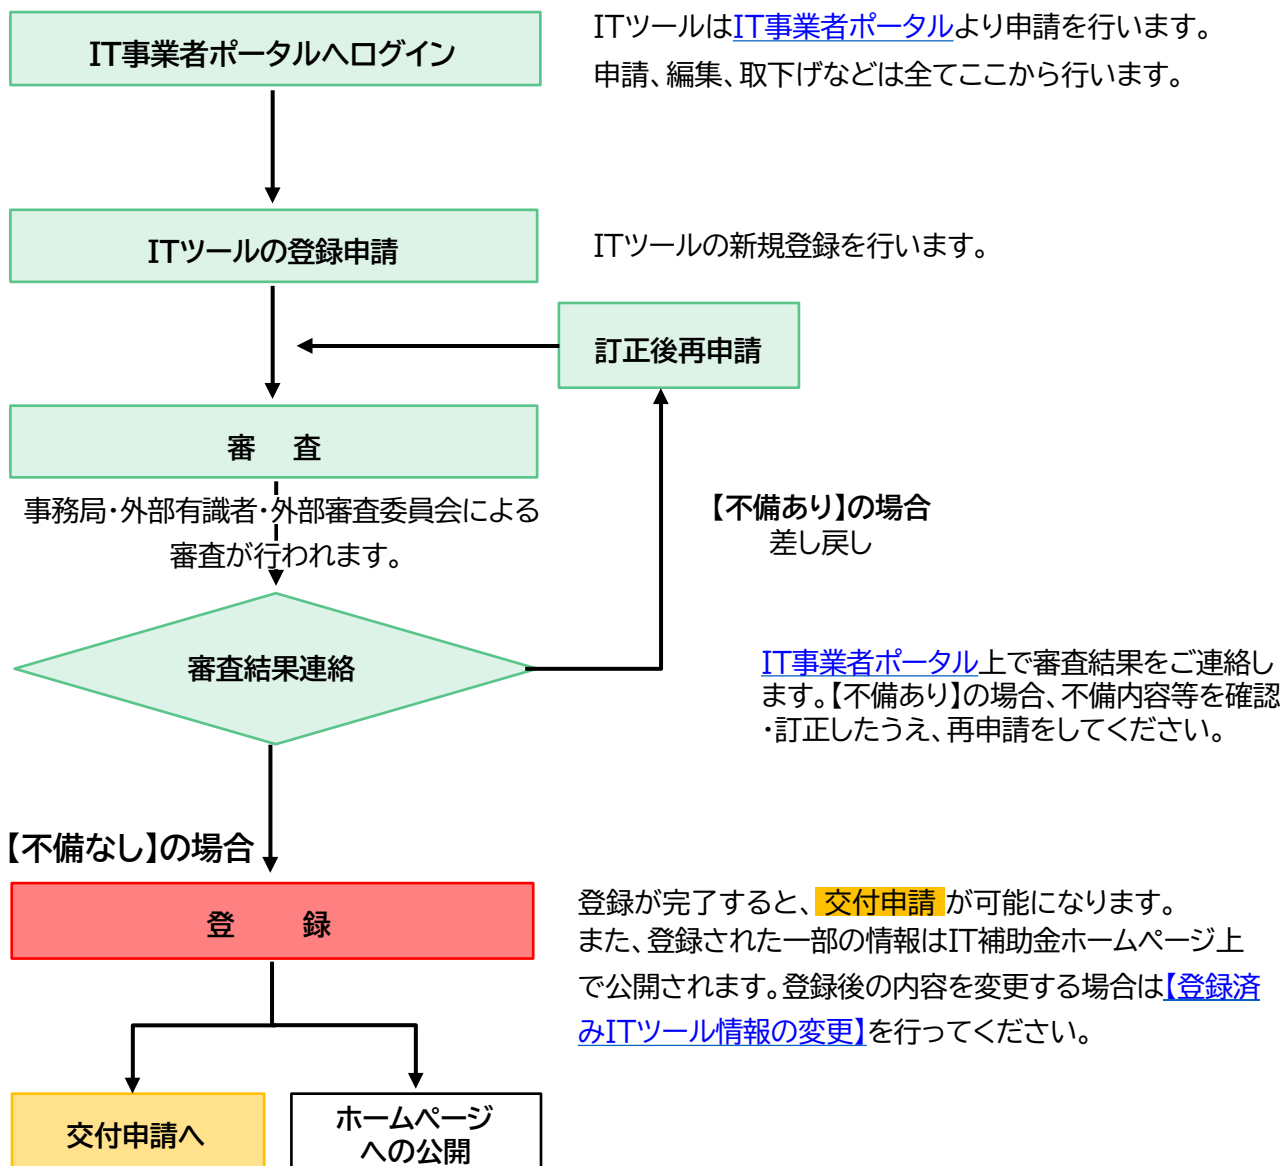 IT事業者ポータルへログイン
ITツールはIT事業者ポータルより申請を行います。
申請、編集、取下げなどは全てここから行います。
ITツールの登録申請
ITツールの新規登録を行います。
訂正後再申請
審　査
事務局・外部有識者・外部審査委員会による
審査が行われます。
【不備あり】の場合
差し戻し
審査結果連絡
IT事業者ポータル上で審査結果をご連絡し
ます。【不備あり】の場合、不備内容等を確認
・訂正したうえ、再申請をしてください。
【不備なし】の場合
登　　録
登録が完了すると、 交付申請 が可能になります。
また、登録された一部の情報はIT補助金ホームページ上
で公開されます。登録後の内容を変更する場合は【登録済
みITツール情報の変更】を行ってください。
交付申請へ
ホームページ
への公開